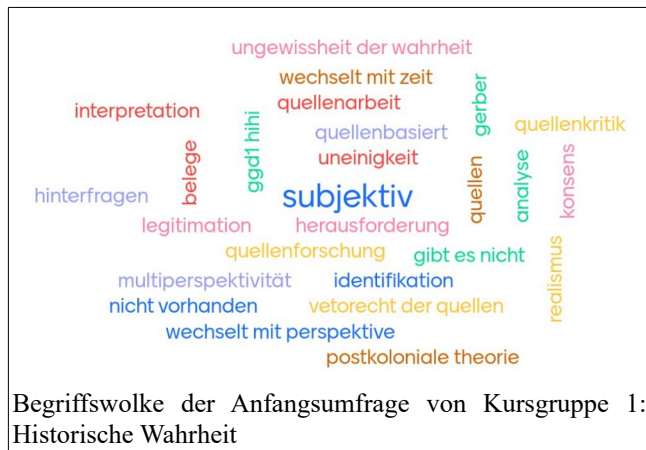 ungewissheit der wahrheit
wechselt mit zeit
gerber
interpretation
quellenarbeit
quellenkritik
ggd1 hihi
quellenbasiert
belege
uneinigkeit
quellen
analyse
konsens
hinterfragen
subjektiv
legitimation
herausforderung
quellenforschung
gibt es nicht
realismus
multiperspektivität
identifikation
nicht vorhanden
vetorecht der quellen
wechselt mit perspektive
postkoloniale theorie
Begriffswolke der Anfangsumfrage von Kursgruppe 1:
Historische Wahrheit